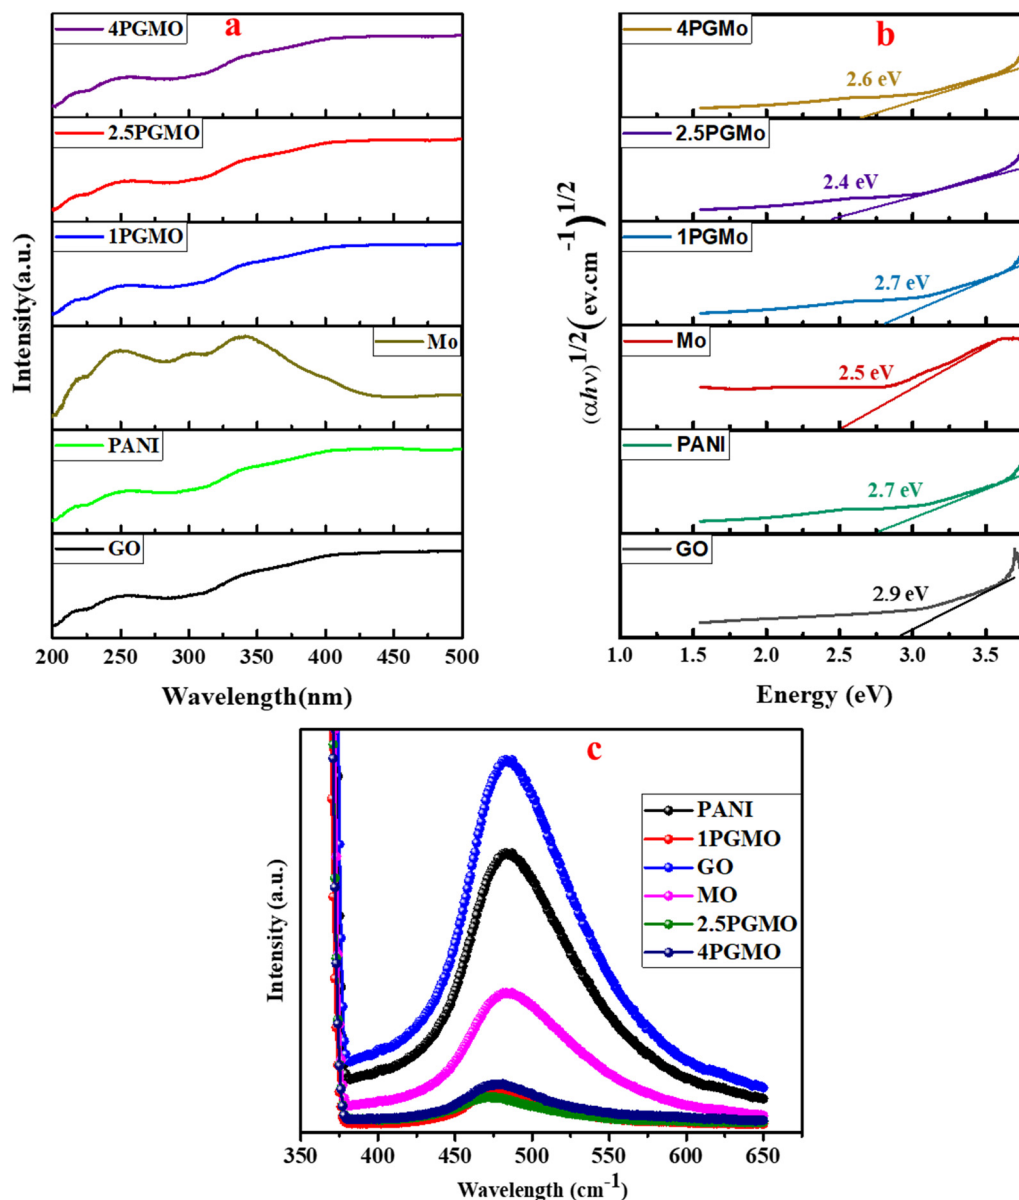 a
4PGMO
2.5PGMO
1PGMO
Mo
PANI
GO
Intensity(a.u.)
200 250 300 350 400 450 500
Wavelength(nm)
b
4PGMo
2.6 eV
2.5PGMo
2.4 eV
1PGMo
2.7 eV
Mo
2.5 eV
PANI
2.7 eV
GO
2.9 eV
(αhν)^1/2(ev.cm^-1)^1/2
1.0 1.5 2.0 2.5 3.0 3.5
Energy (eV)
c
PANI
1PGMO
GO
MO
2.5PGMO
4PGMO
Intensity (a.u.)
350 400 450 500 550 600 650
Wavelength (cm^-1)